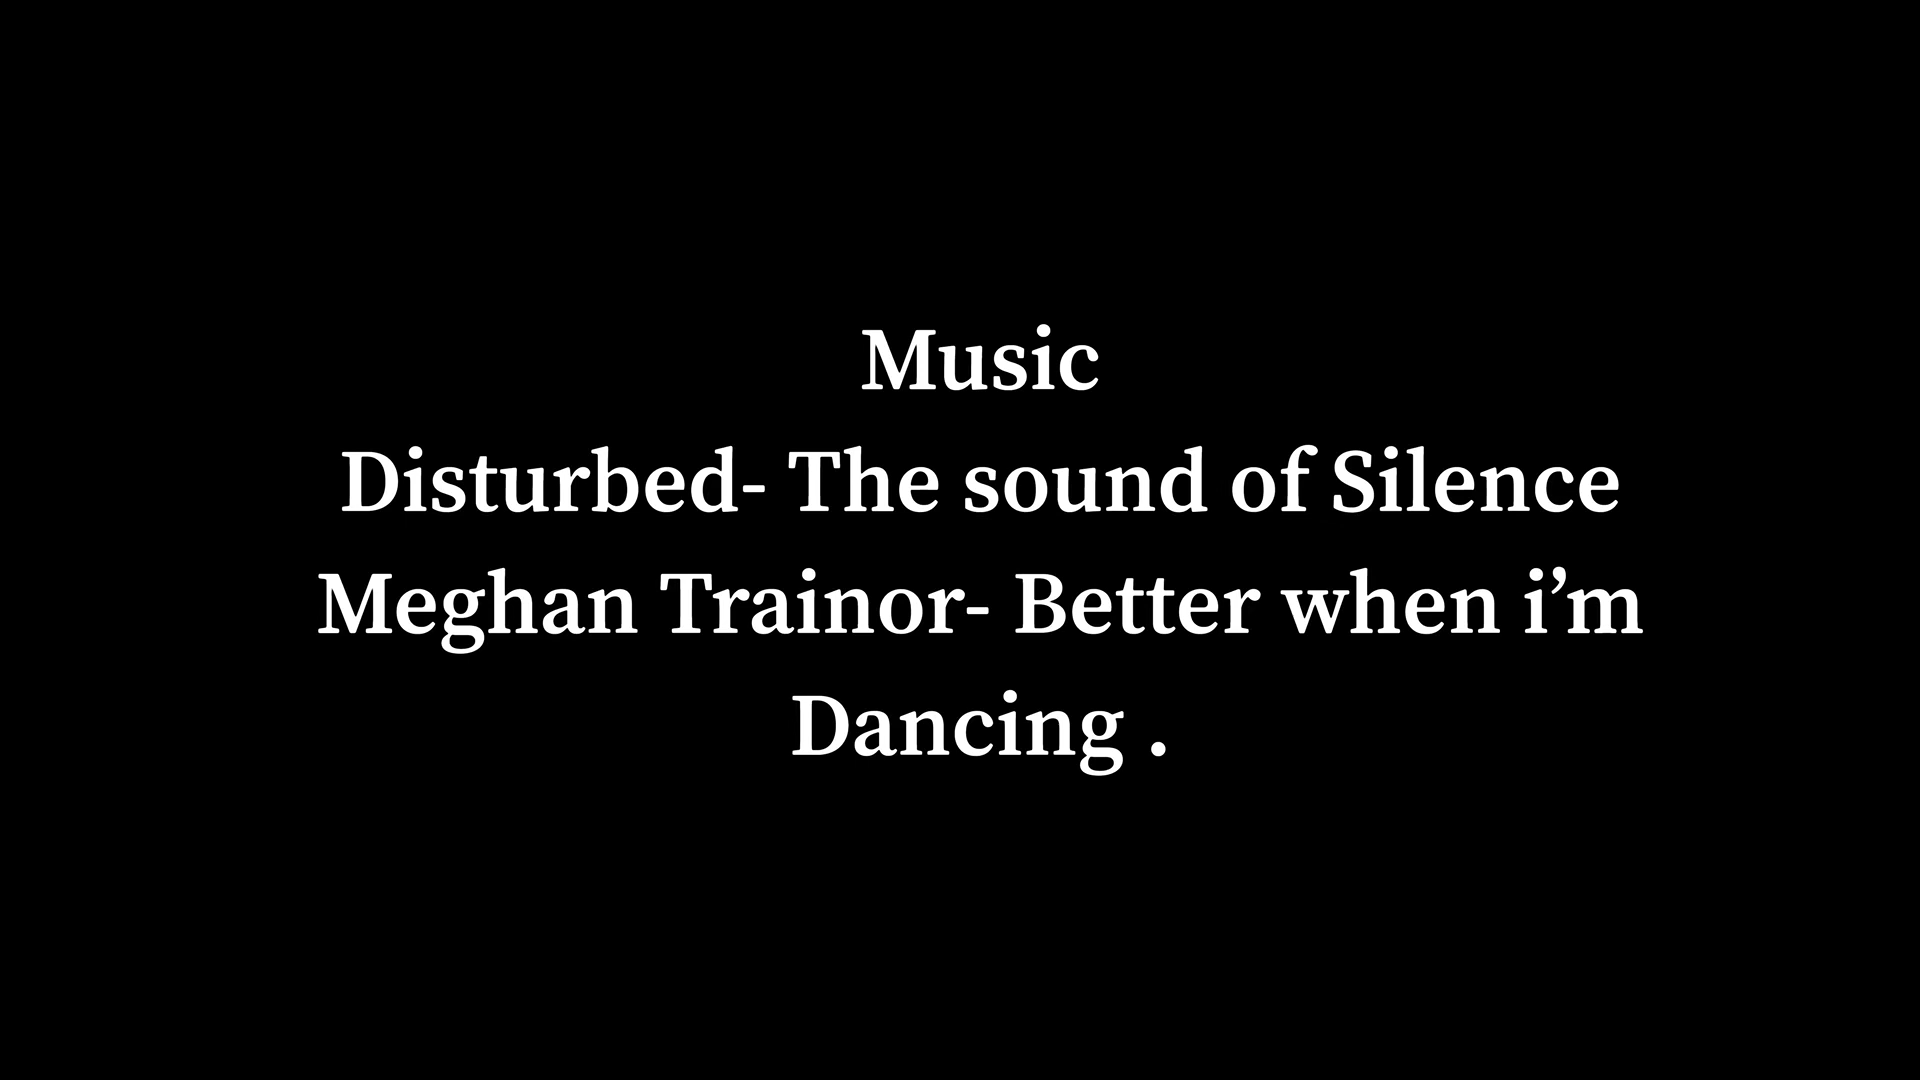 Music
Disturbed- The sound of Silence
Meghan Trainor- Better when i’m
Dancing .